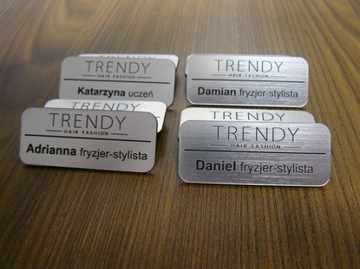 TRENDY
HAIR FASHION
Katarzyna uczeń
TRENDY
HAIR FASHION
Damian fryzjer-stylista
TRENDY
HAIR FASHION
Adrianna fryzjer-stylista
TRENDY
HAIR FASHION
Daniel fryzjer-stylista